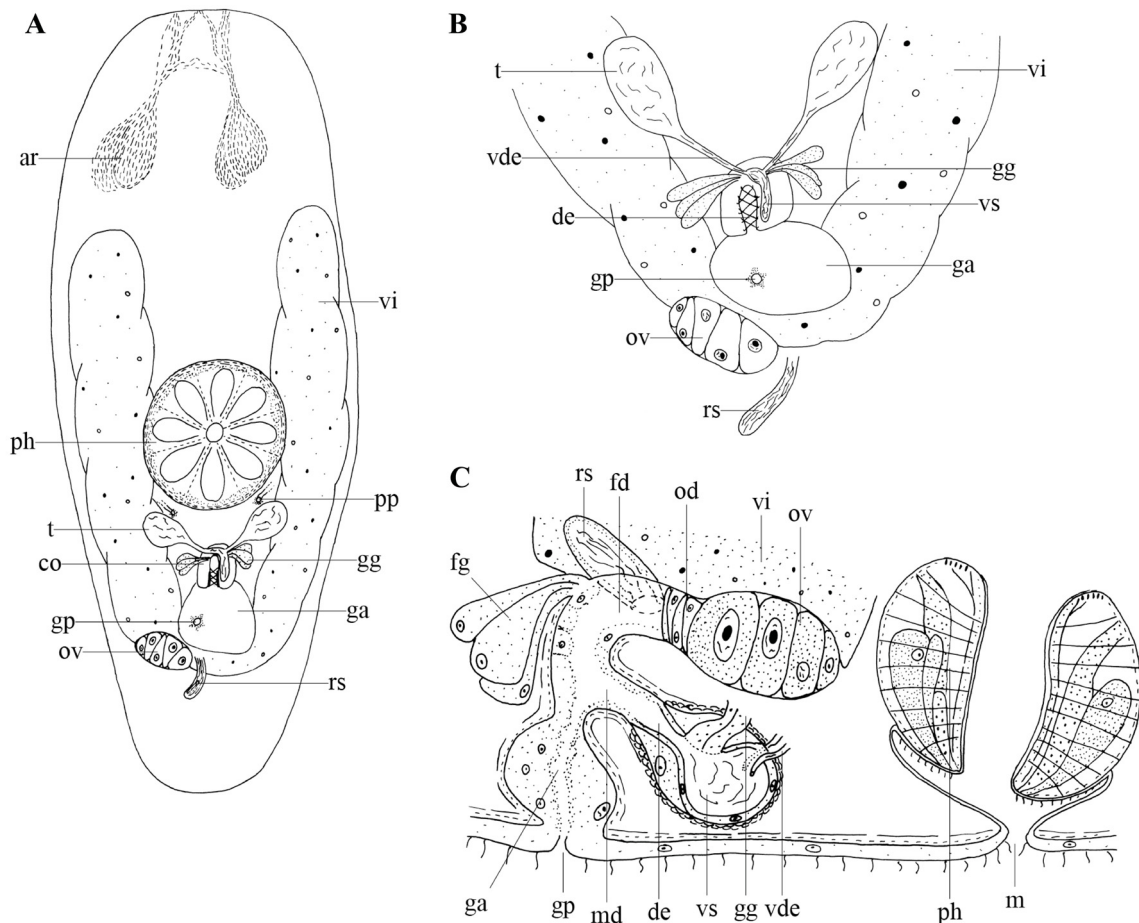 A
ar
vi
ph
pp
t
co
gg
gp
ga
ov
rs
B
t
vi
vde
gg
de
vs
gp
ga
ov
rs
C
rs
fd
od
vi
ov
fg
ga
gp
md
de
vs
gg
vde
ph
m